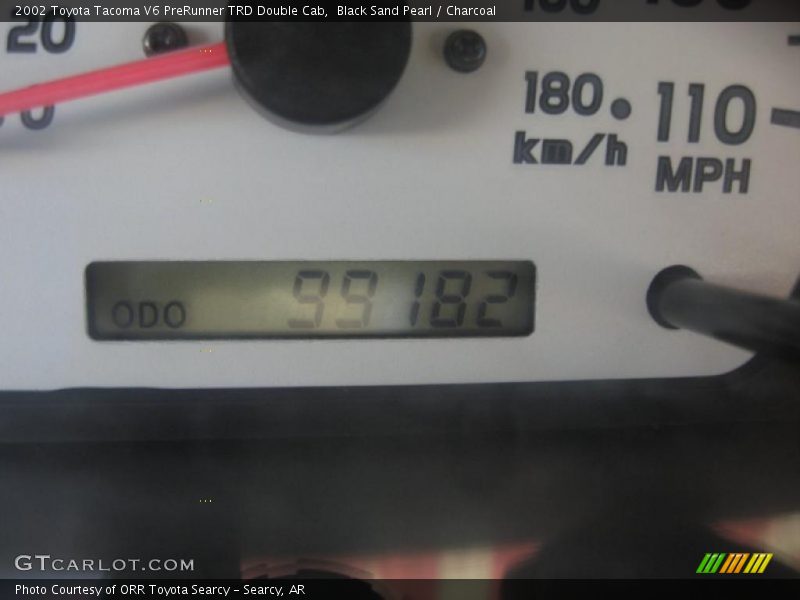 2002 Toyota Tacoma V6 PreRunner TRD Double Cab, Black Sand Pearl / Charcoal
20
0
180
110
km/h
MPH
ODO 99182
GTCARLOT.COM
Photo Courtesy of ORR Toyota Searcy - Searcy, AR